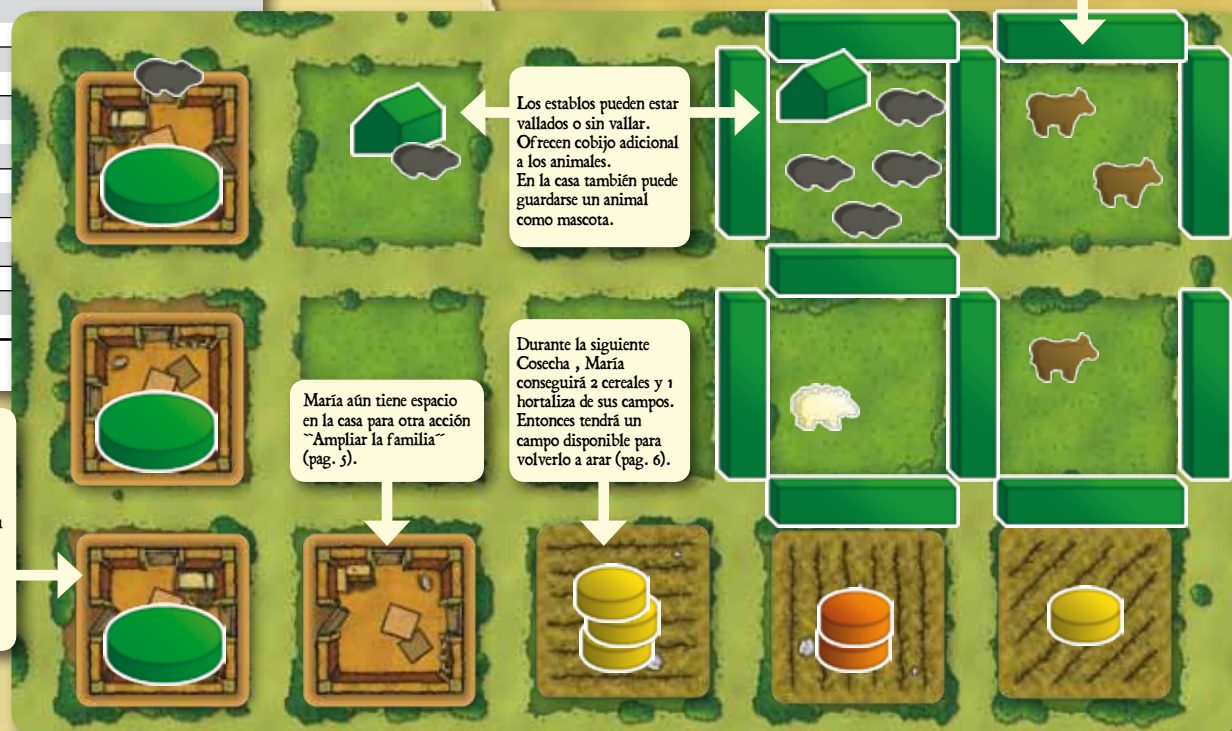 Los establos pueden estar
vallados o sin vallar.
Ofrecen cobijo adicional
a los animales.
En la casa también puede
guardarse un animal
como mascota.
Durante la siguiente
Cosecha , María
conseguirá 2 cereales y 1
hortaliza de sus campos.
Entonces tendrá un
campo disponible para
volverlo a arar (pag. 6).
María aún tiene espacio
en la casa para otra acción
˜Ampliar la familia˜
(pag. 5).